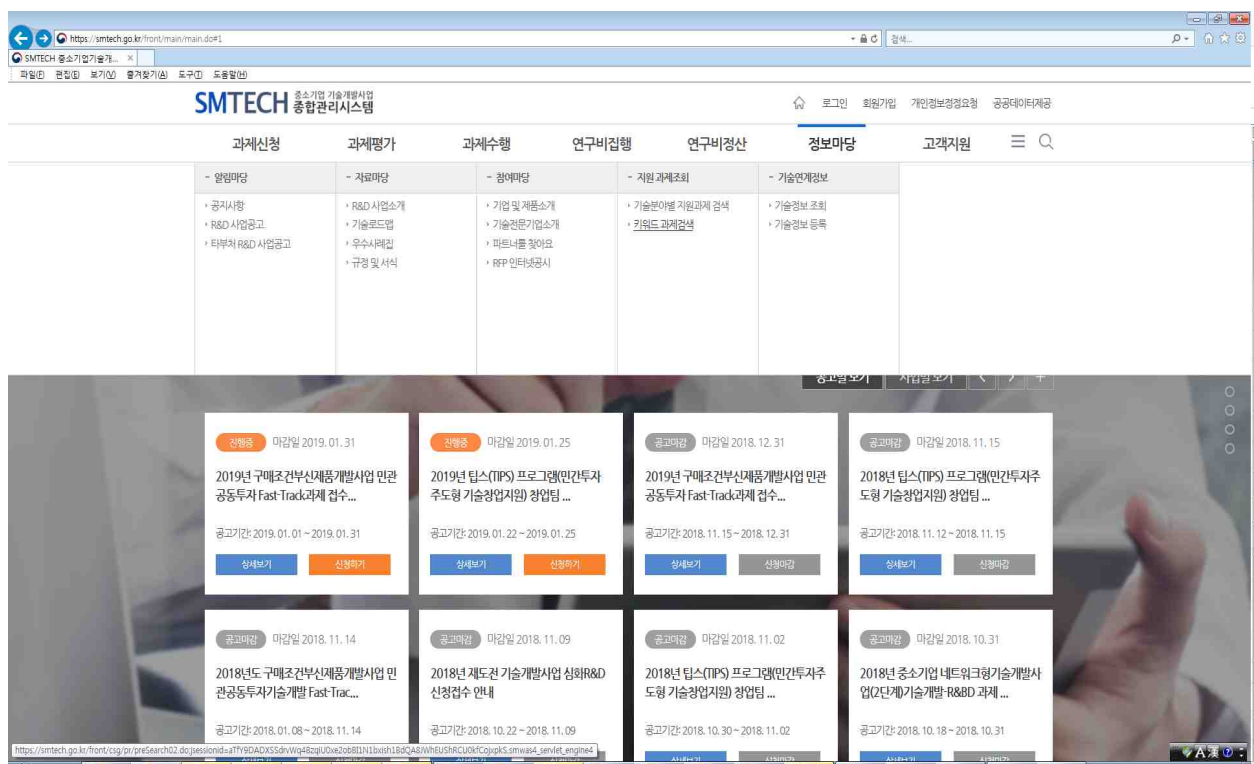 https://smtech.go.kr/front/main/main.do#1
검색...
SMTECH 중소기업기술개... ×
파일(F) 편집(E) 보기(V) 즐겨찾기(A) 도구(T) 도움말(H)
SMTECH 중소기업 기술개발사업
종합관리시스템
로그인 회원가입 개인정보정정요청 공공데이터제공
과제신청 과제평가 과제수행 연구비집행 연구비정산 정보마당 고객지원
- 알림마당
› 공지사항
› R&D 사업공고
› 타부처 R&D 사업공고
- 자료마당
› R&D 사업소개
› 기술로드맵
› 우수사례집
› 규정 및 서식
- 참여마당
› 기업 및 제품소개
› 기술전문기업소개
› 파트너를 찾아요
› RFP 인터넷공시
- 지원 과제조회
› 기술분야별 지원과제 검색
› 키워드 과제검색
- 기술연계정보
› 기술정보 조회
› 기술정보 등록
공고별 보기 사업별 보기 < > +
진행중 마감일 2019. 01. 31
2019년 구매조건부신제품개발사업 민관
공동투자 Fast-Track과제 접수...
공고기간: 2019. 01. 01 ~ 2019. 01. 31
상세보기 신청하기
진행중 마감일 2019. 01. 25
2019년 팁스(TIPS) 프로그램(민간투자
주도형 기술창업지원) 창업팀 ...
공고기간: 2019. 01. 22 ~ 2019. 01. 25
상세보기 신청하기
공고마감 마감일 2018. 12. 31
2019년 구매조건부신제품개발사업 민관
공동투자 Fast-Track과제 접수...
공고기간: 2018. 11. 15 ~ 2018. 12. 31
상세보기 신청마감
공고마감 마감일 2018. 11. 15
2018년 팁스(TIPS) 프로그램(민간투자주
도형 기술창업지원) 창업팀 ...
공고기간: 2018. 11. 12 ~ 2018. 11. 15
상세보기 신청마감
공고마감 마감일 2018. 11. 14
2018년도 구매조건부신제품개발사업 민
관공동투자기술개발 Fast-Trac...
공고기간: 2018. 01. 08 ~ 2018. 11. 14
공고마감 마감일 2018. 11. 09
2018년 재도전 기술개발사업 심화R&D
신청접수 안내
공고기간: 2018. 10. 22 ~ 2018. 11. 09
공고마감 마감일 2018. 11. 02
2018년 팁스(TIPS) 프로그램(민간투자주
도형 기술창업지원) 창업팀 ...
공고기간: 2018. 10. 30 ~ 2018. 11. 02
공고마감 마감일 2018. 10. 31
2018년 중소기업 네트워크형기술개발사
업(2단계)기술개발-R&BD 과제 ...
공고기간: 2018. 10. 18 ~ 2018. 10. 31
A 漢